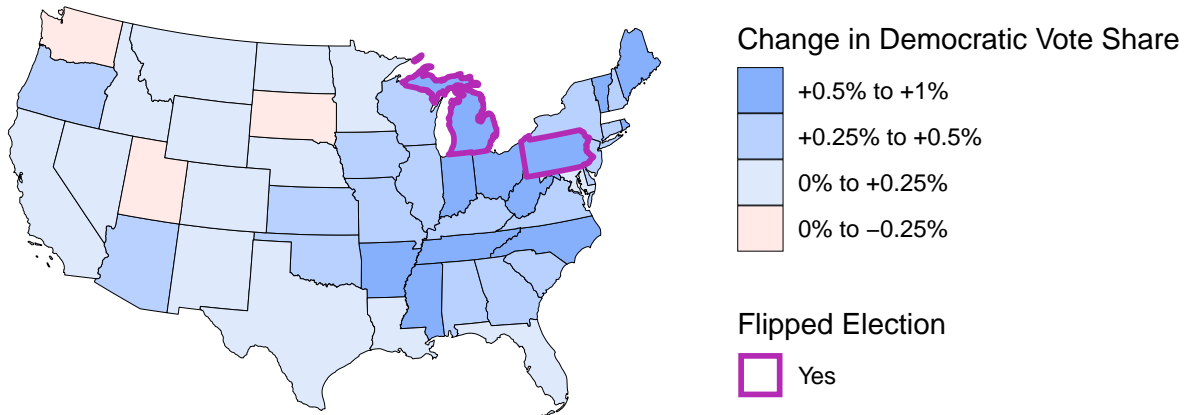 Change in Democratic Vote Share
+0.5% to +1%
+0.25% to +0.5%
0% to +0.25%
0% to −0.25%
Flipped Election
Yes